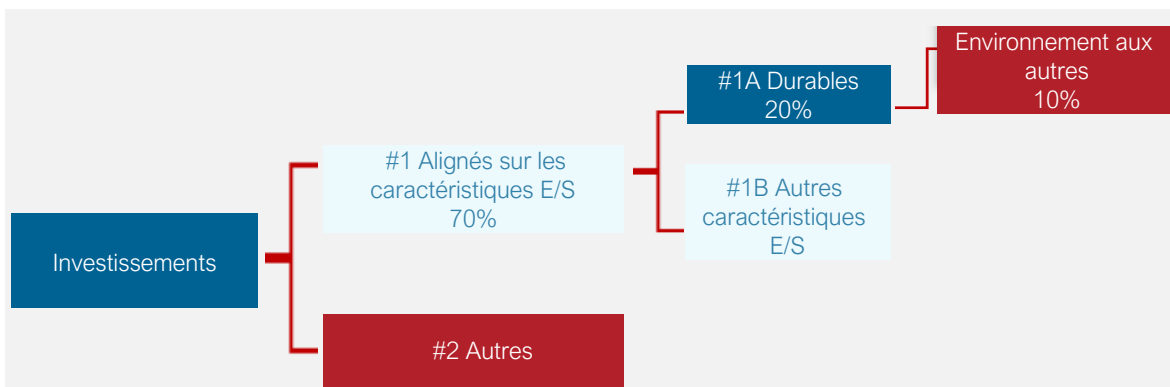 Investissements
#1 Alignés sur les
caractéristiques E/S
70%
#2 Autres
#1A Durables
20%
#1B Autres
caractéristiques
E/S
Environnement aux
autres
10%